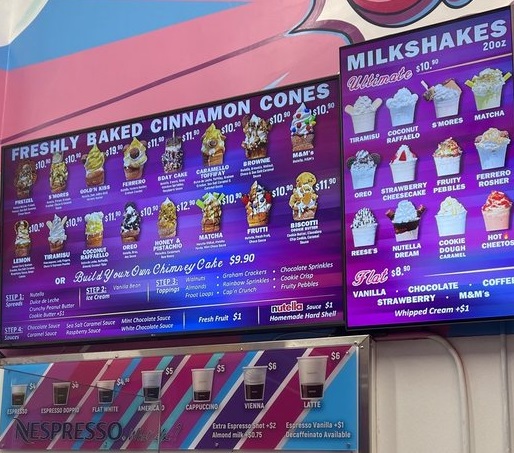 FRESHLY BAKED CINNAMON CONES
$10.90 $10.90 $19.90 $11.90 $11.90 $10.90 $10.90 $10.90
PRETZEL S'MORES GOLD'N KISS FERRERO BDAY CAKE CARAMELLO TOFFIFAY BROWNIE M&M's
$10.90 $10.90 $11.90 $10.90 $12.90 $10.90 $10.90 $11.90
LEMON TIRAMISU COCONUT RAFFAELLO OREO HONEY & PISTACHIO MATCHA FRUTTI BISCOTTI
COOKIE BUTTER
OR Build Your Own Chimney Cake $9.90
STEP 1: Spreads
Nutella
Dulce de Leche
Crunchy Peanut Butter
Cookie Butter +$1
STEP 2: Ice Cream
Vanilla Bean
STEP 3: Toppings
Walnuts
Almonds
Froot Loops
• Graham Crackers
• Rainbow Sprinkles
• Cap'n Crunch
• Chocolate Sprinkles
• Cookie Crisp
Fruity Pebbles
STEP 4: Sauces
Chocolate Sauce
Caramel Sauce
Sea Salt Caramel Sauce
Raspberry Sauce
Mint Chocolate Sauce
White Chocolate Sauce
Fresh Fruit $1
nutella Sauce $1
Homemade Hard Shell
MILKSHAKES
20oz
Ultimate $10.90
TIRAMISU COCONUT RAFFAELO S'MORES MATCHA
OREO STRAWBERRY CHEESECAKE FRUITY PEBBLES FERRERO ROSHER
REESE'S NUTELLA DREAM COOKIE DOUGH CARAMEL HOT CHEETOS
Flat $8.90
VANILLA • CHOCOLATE • COFFEE
STRAWBERRY • M&M's
Whipped Cream +$1
$4 $5 $4.50 $5 $5 $6 $6
ESPRESSO ESPRESSO DOPPIO FLAT WHITE AMERICANO CAPPUCCINO VIENNA LATTE
NESPRESSO
Extra Espresso Shot +$2
Almond milk +$0.75
Espresso Vanilla +$1
Decaffeinato Available